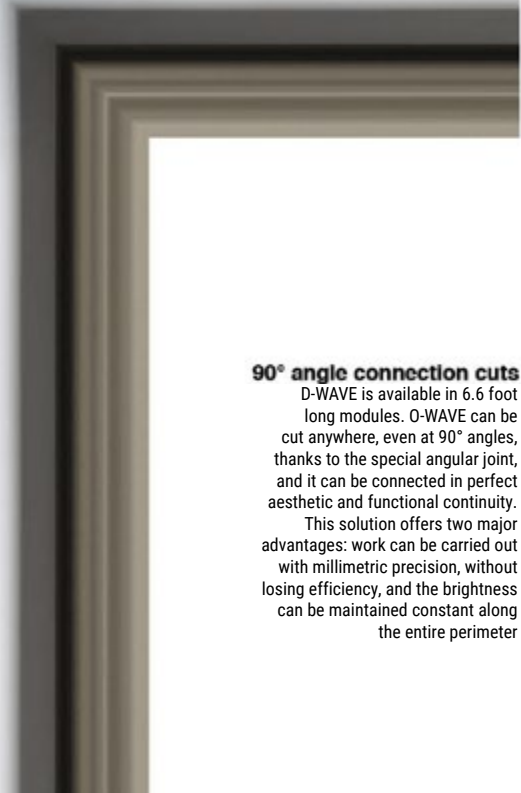 90° angle connection cuts
D-WAVE is available in 6.6 foot
long modules. O-WAVE can be
cut anywhere, even at 90° angles,
thanks to the special angular joint,
and it can be connected in perfect
aesthetic and functional continuity.
This solution offers two major
advantages: work can be carried out
with millimetric precision, without
losing efficiency, and the brightness
can be maintained constant along
the entire perimeter